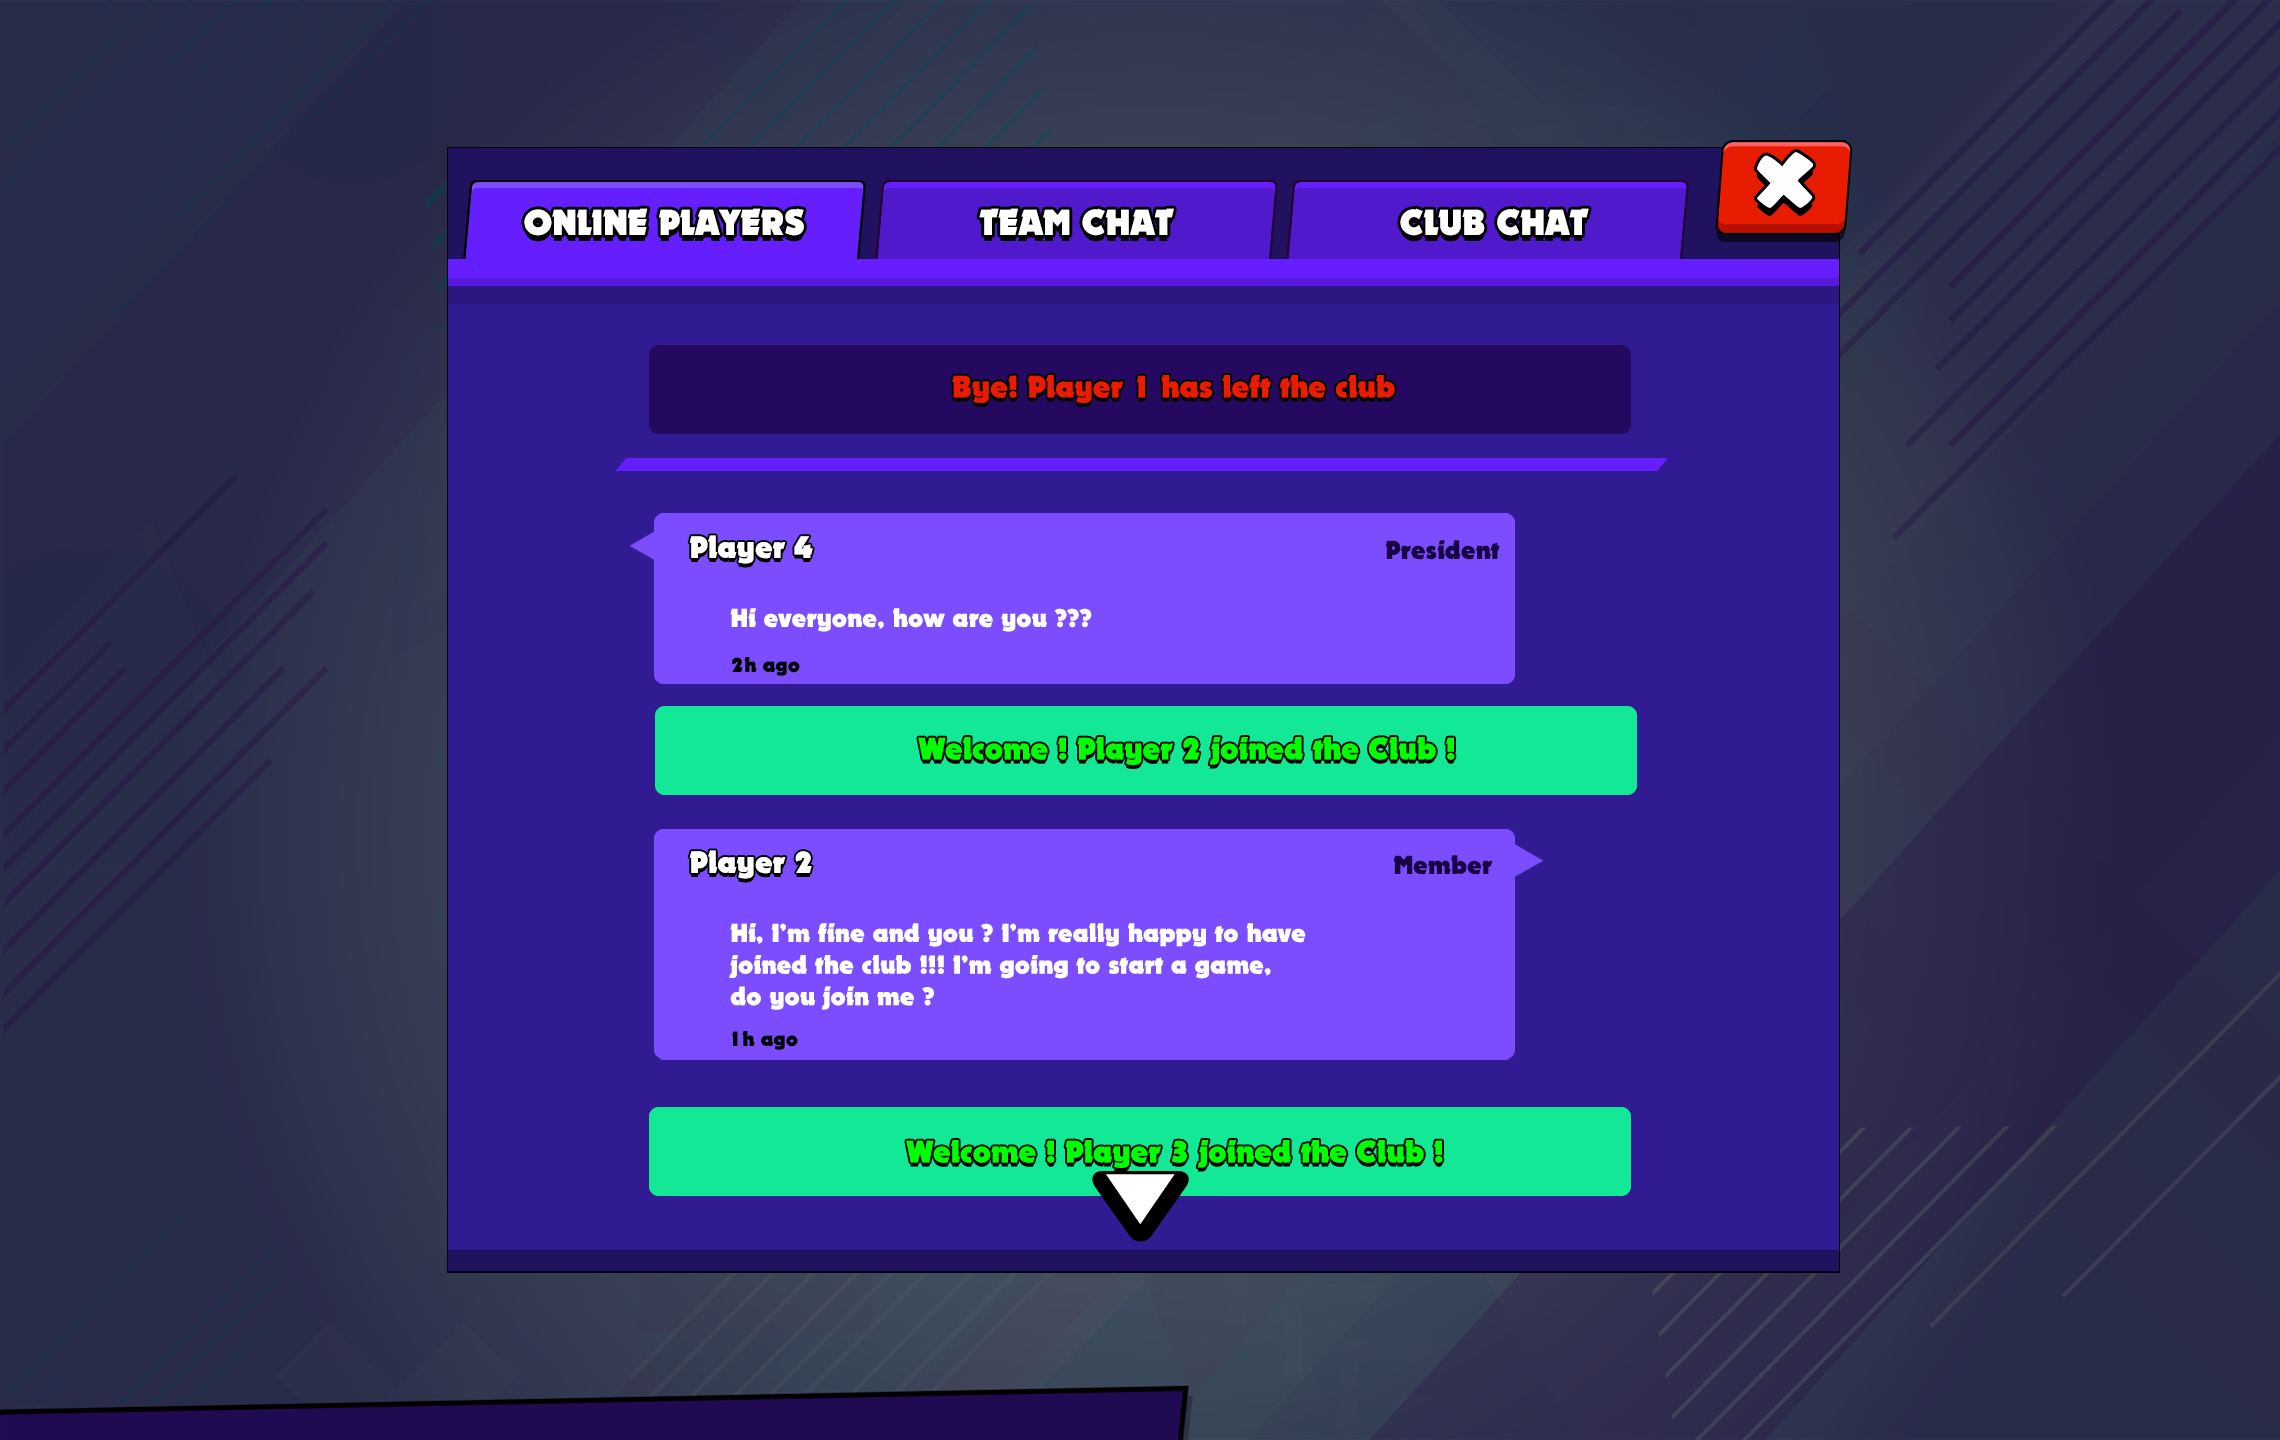 ONLINE PLAYERS
TEAM CHAT
CLUB CHAT
Bye! Player 1 has left the club
Player 4
President
Hi everyone, how are you ???
2h ago
Welcome ! Player 2 joined the Club !
Player 2
Member
Hi, I'm fine and you ? I'm really happy to have
joined the club !!! I'm going to start a game,
do you join me ?
1h ago
Welcome ! Player 3 joined the Club !